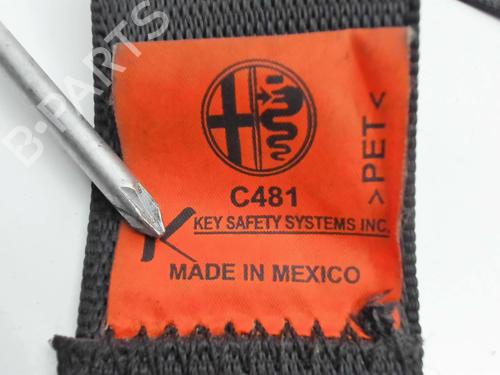 C481
KEY SAFETY SYSTEMS INC.
MADE IN MEXICO
>PET<
B-PARTS